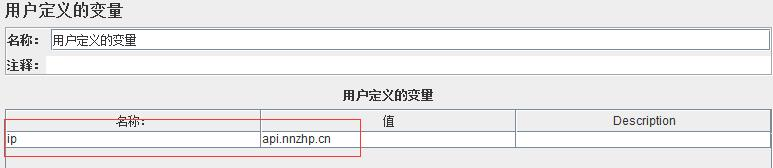 用户定义的变量
名称： 用户定义的变量
注释：
用户定义的变量
名称： 值 Description
ip api.nnzhp.cn